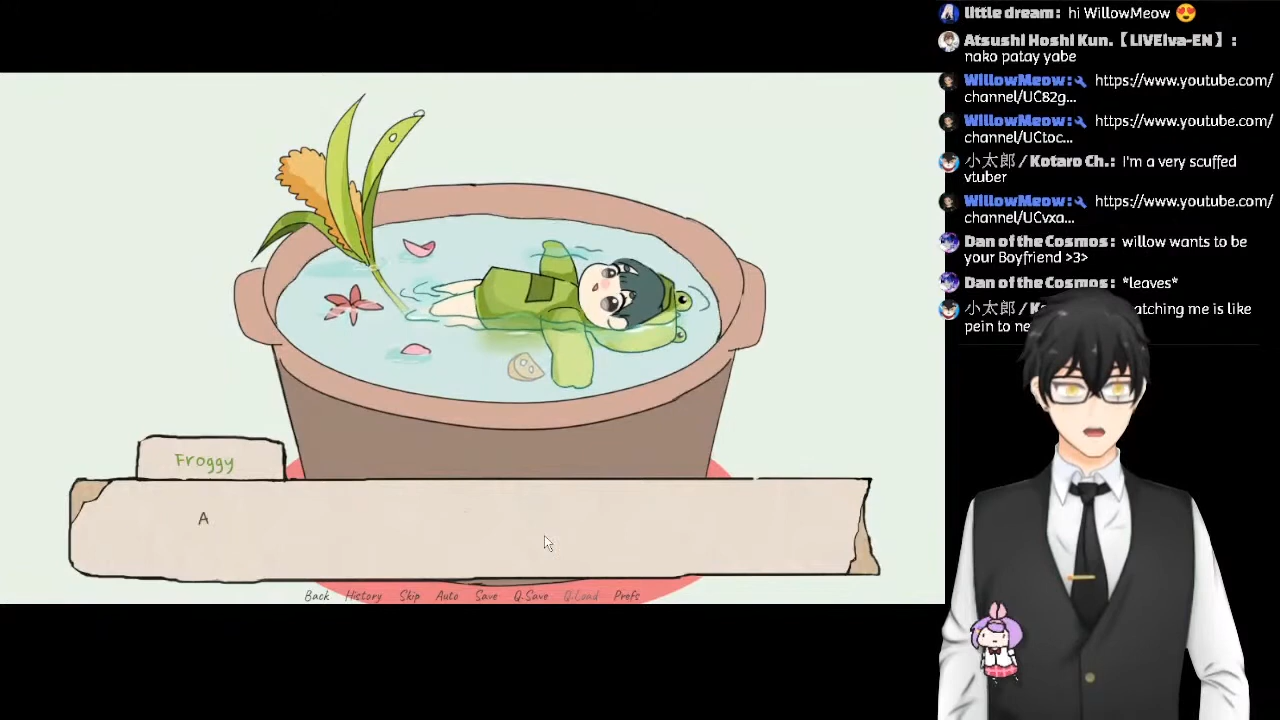 Froggy
A
Back History Skip Auto Save Q.Save Q.Load Prefs
little dream: hi WillowMeow 😍
Atsushi Hoshi Kun.【LIVEIva-EN】:
nako patay yabe
WillowMeow: https://www.youtube.com/
channel/UC82g...
WillowMeow: https://www.youtube.com/
channel/UCtoc...
小太郎 / Kotaro Ch.: I'm a very scuffed
vtuber
WillowMeow: https://www.youtube.com/
channel/UCvxa...
Dan of the Cosmos: willow wants to be
your Boyfriend >3>
Dan of the Cosmos: *leaves*
小太郎 / is like
pein to